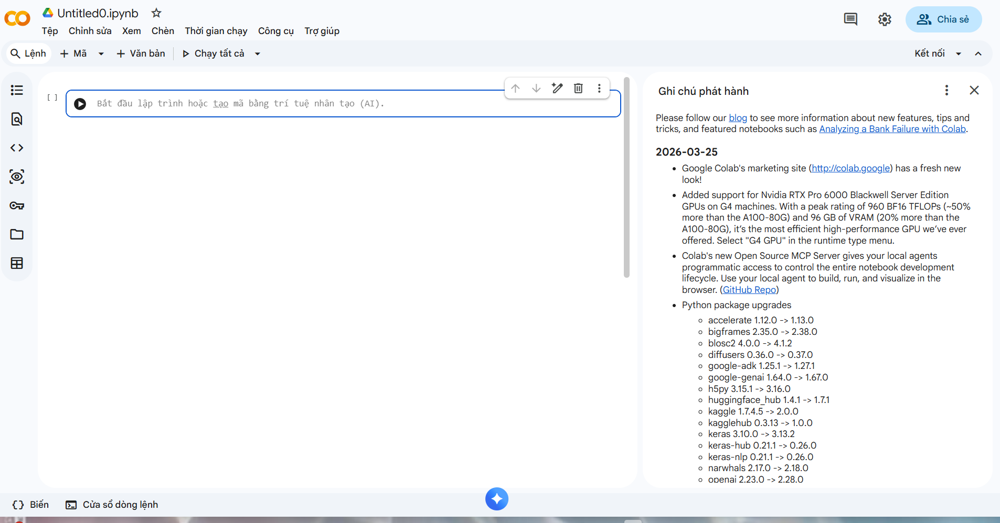 Untitled0.ipynb
Tệp Chỉnh sửa Xem Chèn Thời gian chạy Công cụ Trợ giúp
Chia sẻ
Lệnh + Mã + Văn bản Chạy tất cả
Kết nối
[ ]
Bắt đầu lập trình hoặc tạo mã bằng trí tuệ nhân tạo (AI).
Ghi chú phát hành
Please follow our blog to see more information about new features, tips and
tricks, and featured notebooks such as Analyzing a Bank Failure with Colab.
2026-03-25
Google Colab's marketing site (http://colab.google) has a fresh new
look!
Added support for Nvidia RTX Pro 6000 Blackwell Server Edition
GPUs on G4 machines. With a peak rating of 960 BF16 TFLOPs (~50%
more than the A100-80G) and 96 GB of VRAM (20% more than the
A100-80G), it’s the most efficient high-performance GPU we’ve ever
offered. Select "G4 GPU" in the runtime type menu.
Colab's new Open Source MCP Server gives your local agents
programmatic access to control the entire notebook development
lifecycle. Use your local agent to build, run, and visualize in the
browser. (GitHub Repo)
Python package upgrades
accelerate 1.12.0 -> 1.13.0
bigframes 2.35.0 -> 2.38.0
blosc2 4.0.0 -> 4.1.2
diffusers 0.36.0 -> 0.37.0
google-adk 1.25.1 -> 1.27.1
google-genai 1.64.0 -> 1.67.0
h5py 3.15.1 -> 3.16.0
huggingface_hub 1.4.1 -> 1.7.1
kaggle 1.7.4.5 -> 2.0.0
kagglehub 0.3.13 -> 1.0.0
keras 3.10.0 -> 3.13.2
keras-hub 0.21.1 -> 0.26.0
keras-nlp 0.21.1 -> 0.26.0
narwhals 2.17.0 -> 2.18.0
openai 2.23.0 -> 2.28.0
Biến
Cửa sổ dòng lệnh